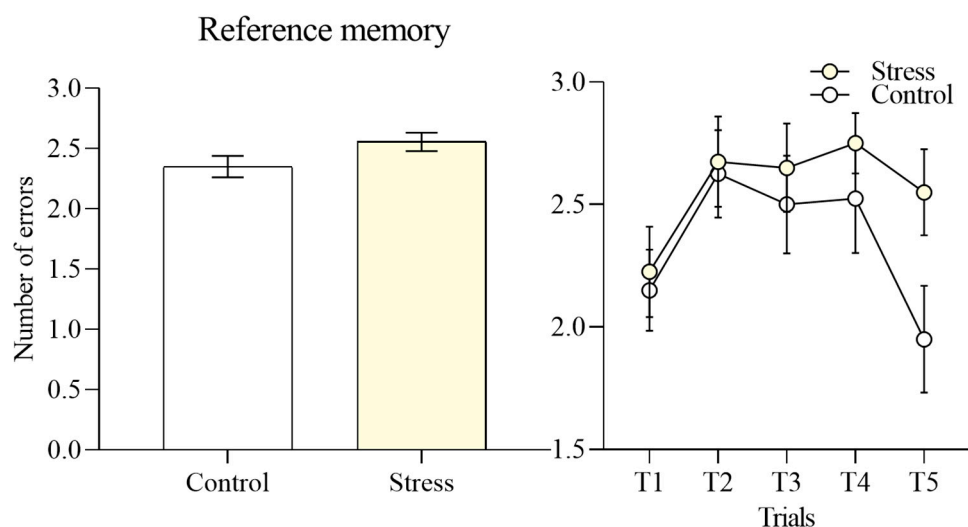 Reference memory
Number of errors
3.0
2.5
2.0
1.5
1.0
0.5
0.0
Control
Stress
Stress
Control
3.0
2.5
2.0
1.5
T1 T2 T3 T4 T5
Trials